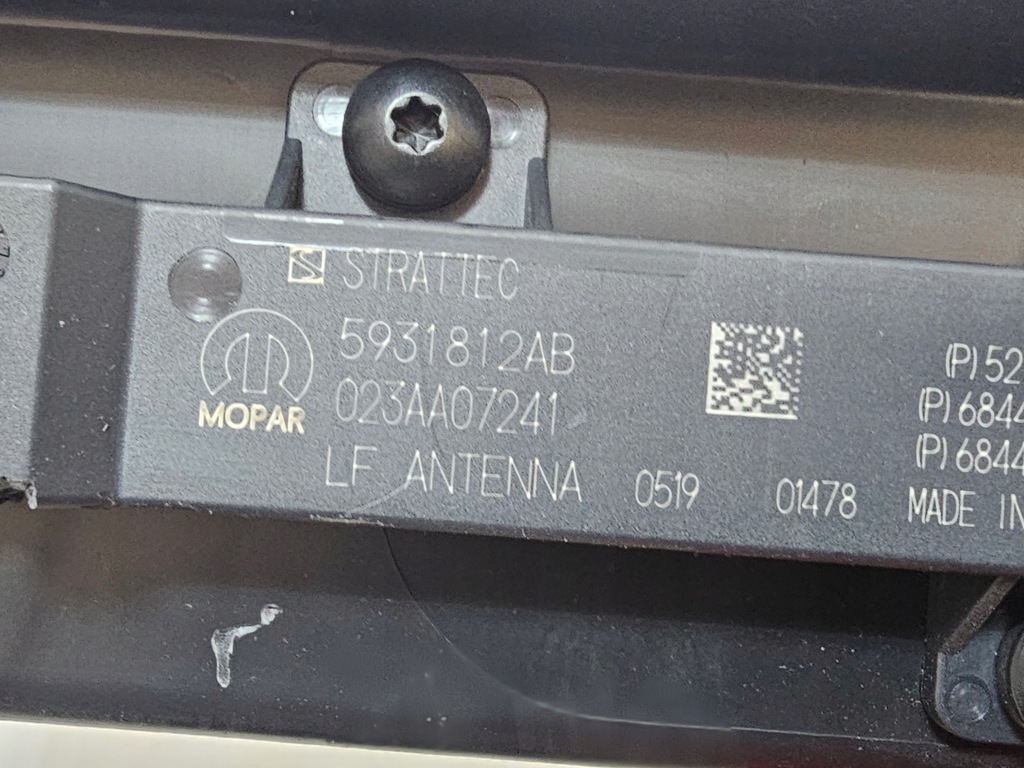 STRATTEC
5931812AB
MOPAR
023AA07241
LF ANTENNA 0519 01478
(P) 52
(P) 6844
(P) 6844
MADE IN